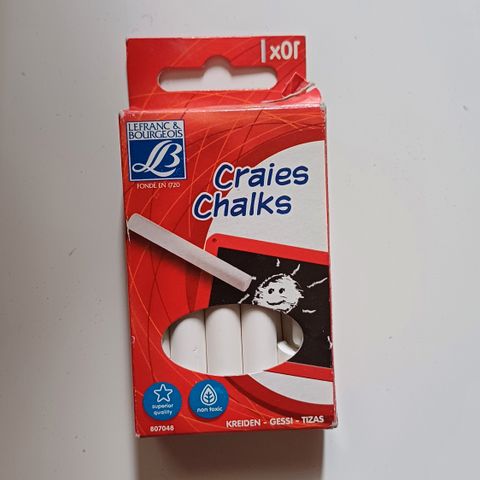 10x
LEFRANC &
BOURGEOIS
LB
FONDÉ EN 1720
Craies
Chalks
superior
quality
non toxic
807048
KREIDEN - GESSI - TIZAS